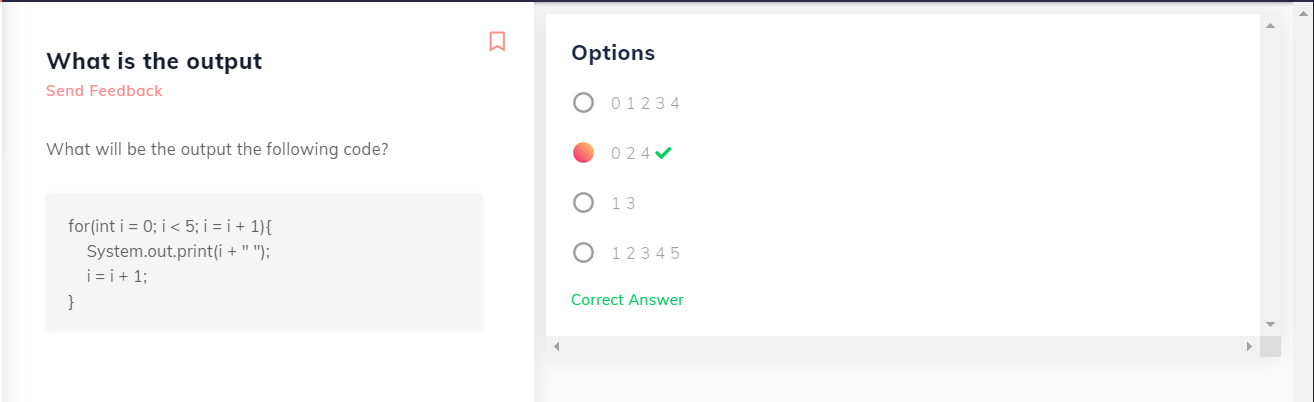 What is the output
Send Feedback
What will be the output the following code?
for(int i = 0; i < 5; i = i + 1){
System.out.print(i + " ");
i = i + 1;
}
Options
0 1 2 3 4
0 2 4
1 3
1 2 3 4 5
Correct Answer